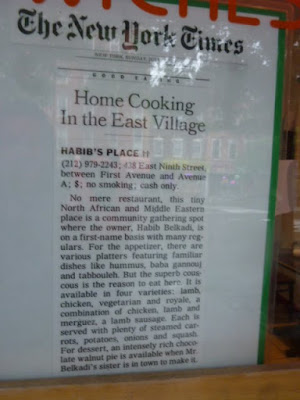 The New York Times
NEW YORK, SUNDAY,
GOOD EATING
Home Cooking
In the East Village
HABIB'S PLACE
(212) 979-2243; 438 East Ninth Street,
between First Avenue and Avenue
A; $; no smoking; cash only.
No mere restaurant, this tiny
North African and Middle Eastern
place is a community gathering spot
where the owner, Habib Belkadi, is
on a first-name basis with many reg-
ulars. For the appetizer, there are
various platters featuring familiar
dishes like hummus, baba gannouj
and tabbouleh. But the superb cous-
cous is the reason to eat here. It is
available in four varieties: lamb,
chicken, vegetarian and royale, a
combination of chicken, lamb and
merguez, a lamb sausage. Each is
served with plenty of steamed car-
rots, potatoes, onions and squash.
For dessert, an intensely rich choco-
late walnut pie is available when Mr.
Belkadi's sister is in town to make it.